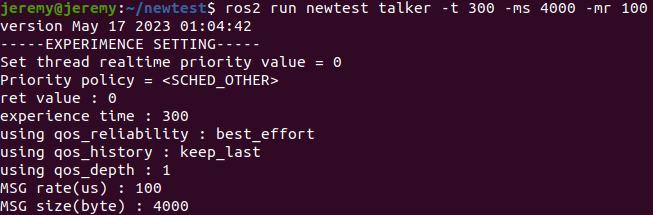 jeremy@jeremy:~/newtest$ ros2 run newtest talker -t 300 -ms 4000 -mr 100
version May 17 2023 01:04:42
-----EXPERIMENCE SETTING-----
Set thread realtime priority value = 0
Priority policy = <SCHED_OTHER>
ret value : 0
experience time : 300
using qos_reliability : best_effort
using qos_history : keep_last
using qos_depth : 1
MSG rate(us) : 100
MSG size(byte) : 4000